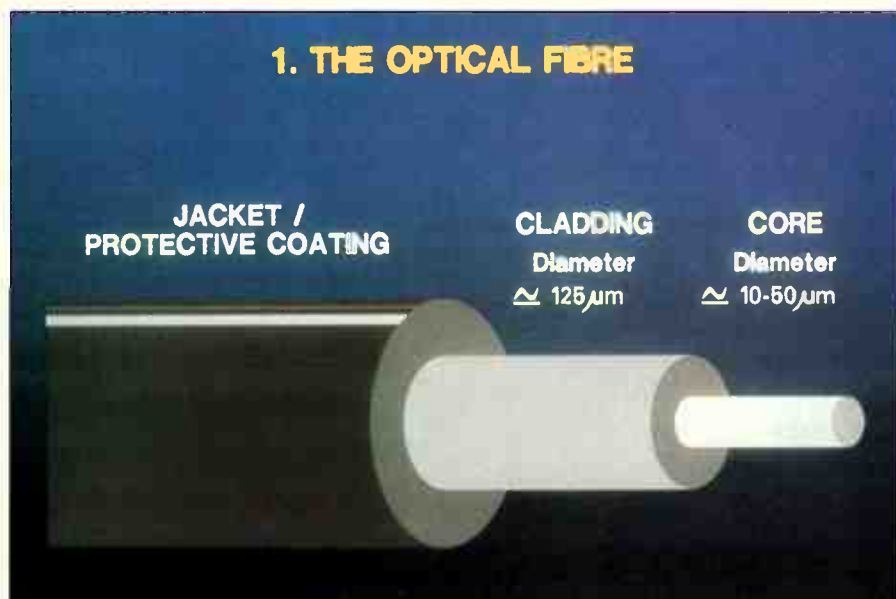 1. THE OPTICAL FIBRE
JACKET /
PROTECTIVE COATING
CLADDING
Diameter
≃ 125μm
CORE
Diameter
≃ 10-50μm